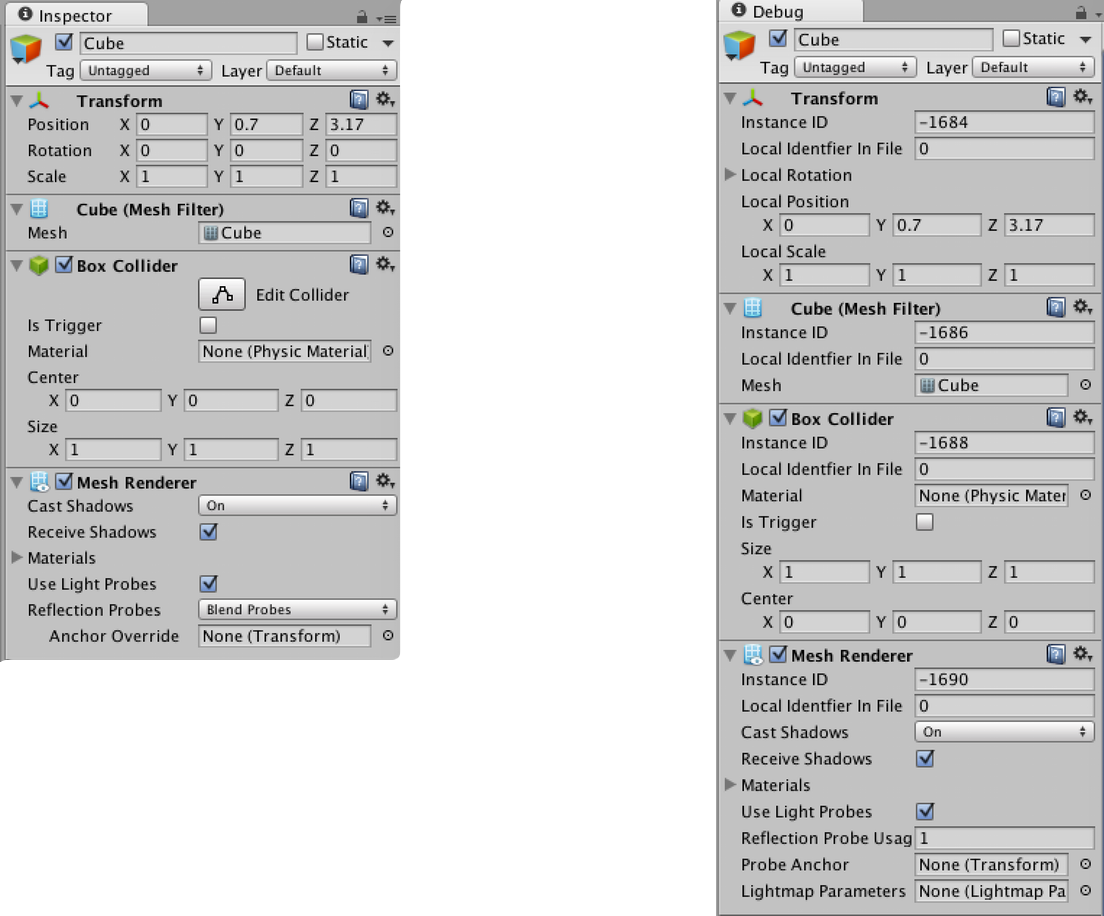 Inspector
Cube Static
Tag Untagged Layer Default
Transform
Position X 0 Y 0.7 Z 3.17
Rotation X 0 Y 0 Z 0
Scale X 1 Y 1 Z 1
Cube (Mesh Filter)
Mesh Cube
Box Collider
Edit Collider
Is Trigger
Material None (Physic Material
Center
X 0 Y 0 Z 0
Size
X 1 Y 1 Z 1
Mesh Renderer
Cast Shadows On
Receive Shadows
Materials
Use Light Probes
Reflection Probes Blend Probes
Anchor Override None (Transform)
Debug
Cube Static
Tag Untagged Layer Default
Transform
Instance ID -1684
Local Identfier In File 0
Local Rotation
Local Position
X 0 Y 0.7 Z 3.17
Local Scale
X 1 Y 1 Z 1
Cube (Mesh Filter)
Instance ID -1686
Local Identfier In File 0
Mesh Cube
Box Collider
Instance ID -1688
Local Identfier In File 0
Material None (Physic Mater
Is Trigger
Size
X 1 Y 1 Z 1
Center
X 0 Y 0 Z 0
Mesh Renderer
Instance ID -1690
Local Identfier In File 0
Cast Shadows On
Receive Shadows
Materials
Use Light Probes
Reflection Probe Usag 1
Probe Anchor None (Transform)
Lightmap Parameters None (Lightmap Pa